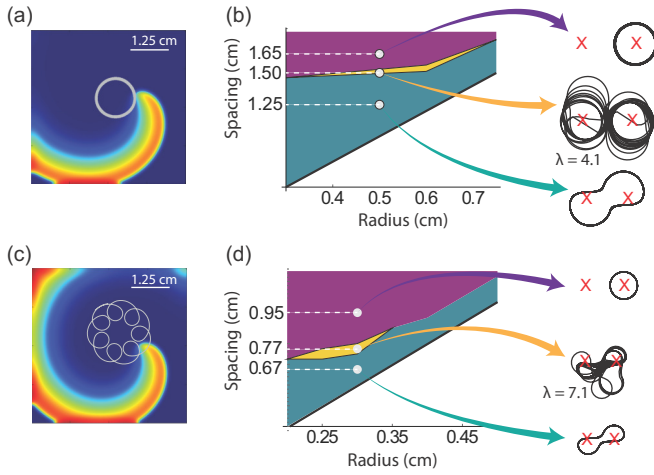 (a)
1.25 cm
(b)
Spacing (cm)
1.65
1.50
1.25
0.4
0.5
0.6
0.7
Radius (cm)
X
X
X
X
λ = 4.1
X
X
(c)
1.25 cm
(d)
Spacing (cm)
0.95
0.77
0.67
0.25
0.35
0.45
Radius (cm)
X
X
X
X
λ = 7.1
X
X